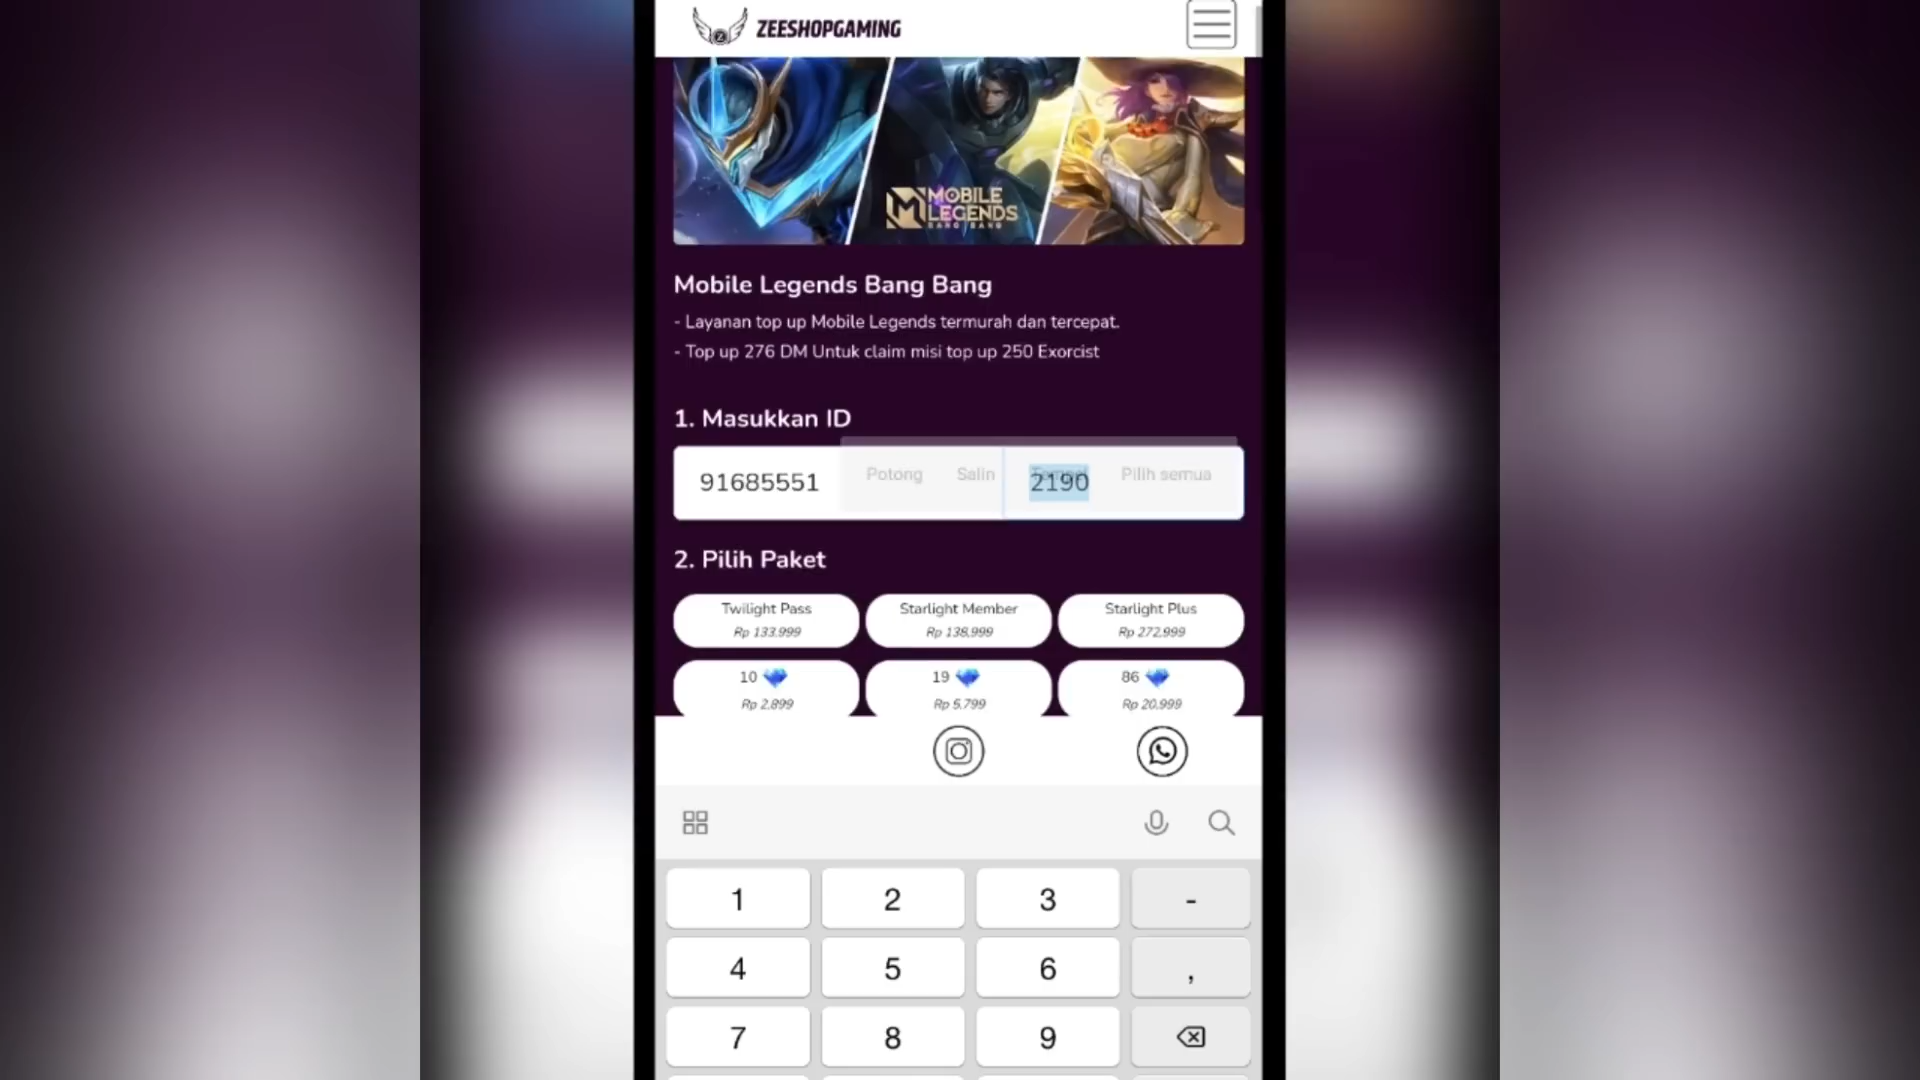 ZEESHOPGAMING
MOBILE
LEGENDS
BANG BANG
Mobile Legends Bang Bang
- Layanan top up Mobile Legends termurah dan tercepat.
- Top up 276 DM Untuk claim misi top up 250 Exorcist
1. Masukkan ID
91685551
Potong Salin Tempel Pilih semua
2190
2. Pilih Paket
Twilight Pass Starlight Member Starlight Plus
Rp 133.999 Rp 138.999 Rp 272.999
10 19 86
Rp 2.899 Rp 5.799 Rp 20.999
1 2 3 -
4 5 6 ,
7 8 9